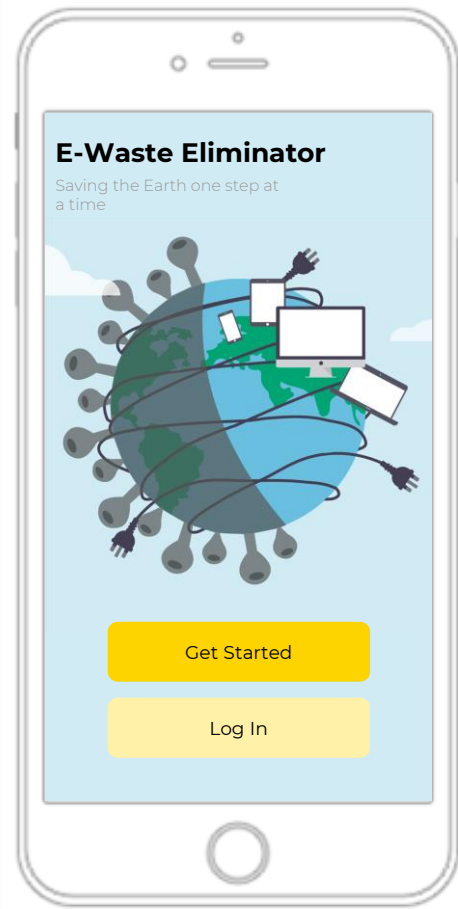 E-Waste Eliminator
Saving the Earth one step at
a time
Get Started
Log In